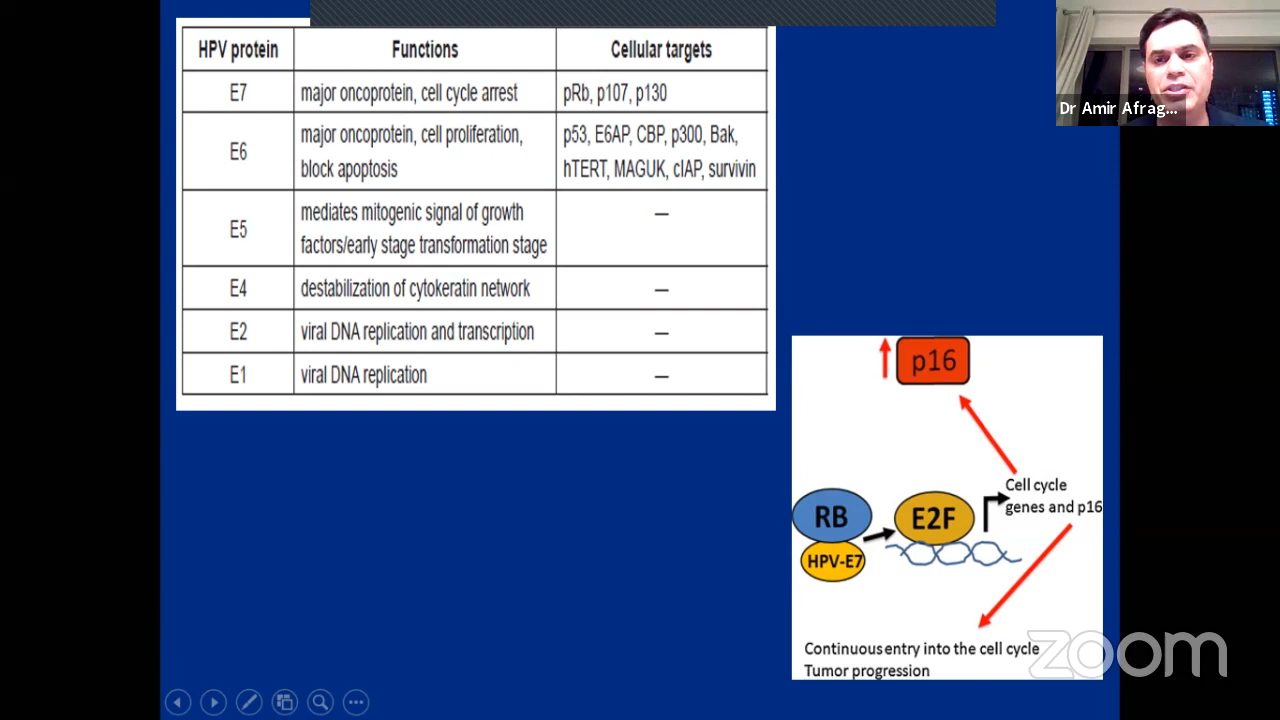 HPV protein Functions Cellular targets
E7 major oncoprotein, cell cycle arrest pRb, p107, p130
E6 major oncoprotein, cell proliferation, block apoptosis p53, E6AP, CBP, p300, Bak, hTERT, MAGUK, cIAP, survivin
E5 mediates mitogenic signal of growth factors/early stage transformation stage —
E4 destabilization of cytokeratin network —
E2 viral DNA replication and transcription —
E1 viral DNA replication —
Dr Amir Afrag...
p16
Cell cycle
genes and p16
RB
E2F
HPV-E7
Continuous entry into the cell cycle
Tumor progression
zoom